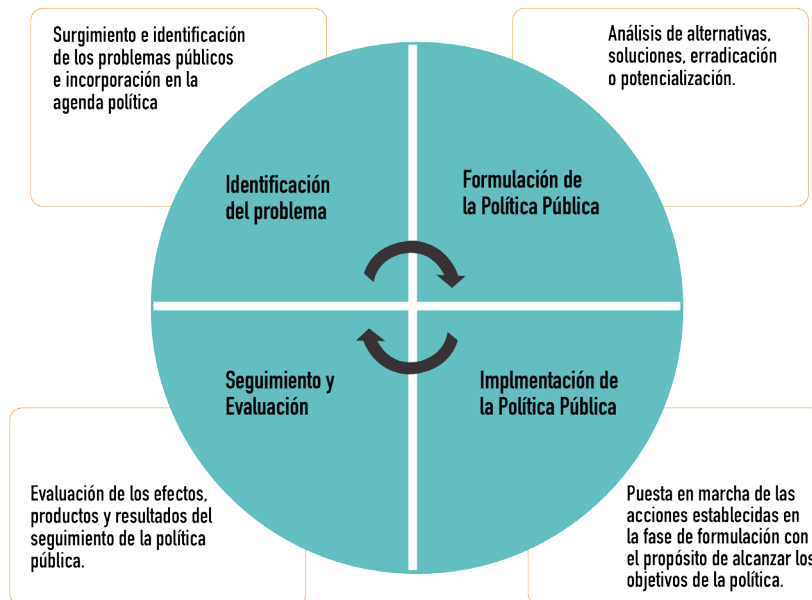 Surgimiento e identificación
de los problemas públicos
e incorporación en la
agenda política
Análisis de alternativas,
soluciones, erradicación
o potencialización.
Identificación
del problema
Formulación de
la Política Pública
Seguimiento y
Evaluación
Implmentación de
la Política Pública
Evaluación de los efectos,
productos y resultados del
seguimiento de la política
pública.
Puesta en marcha de las
acciones establecidas en
la fase de formulación con
el propósito de alcanzar los
objetivos de la política.